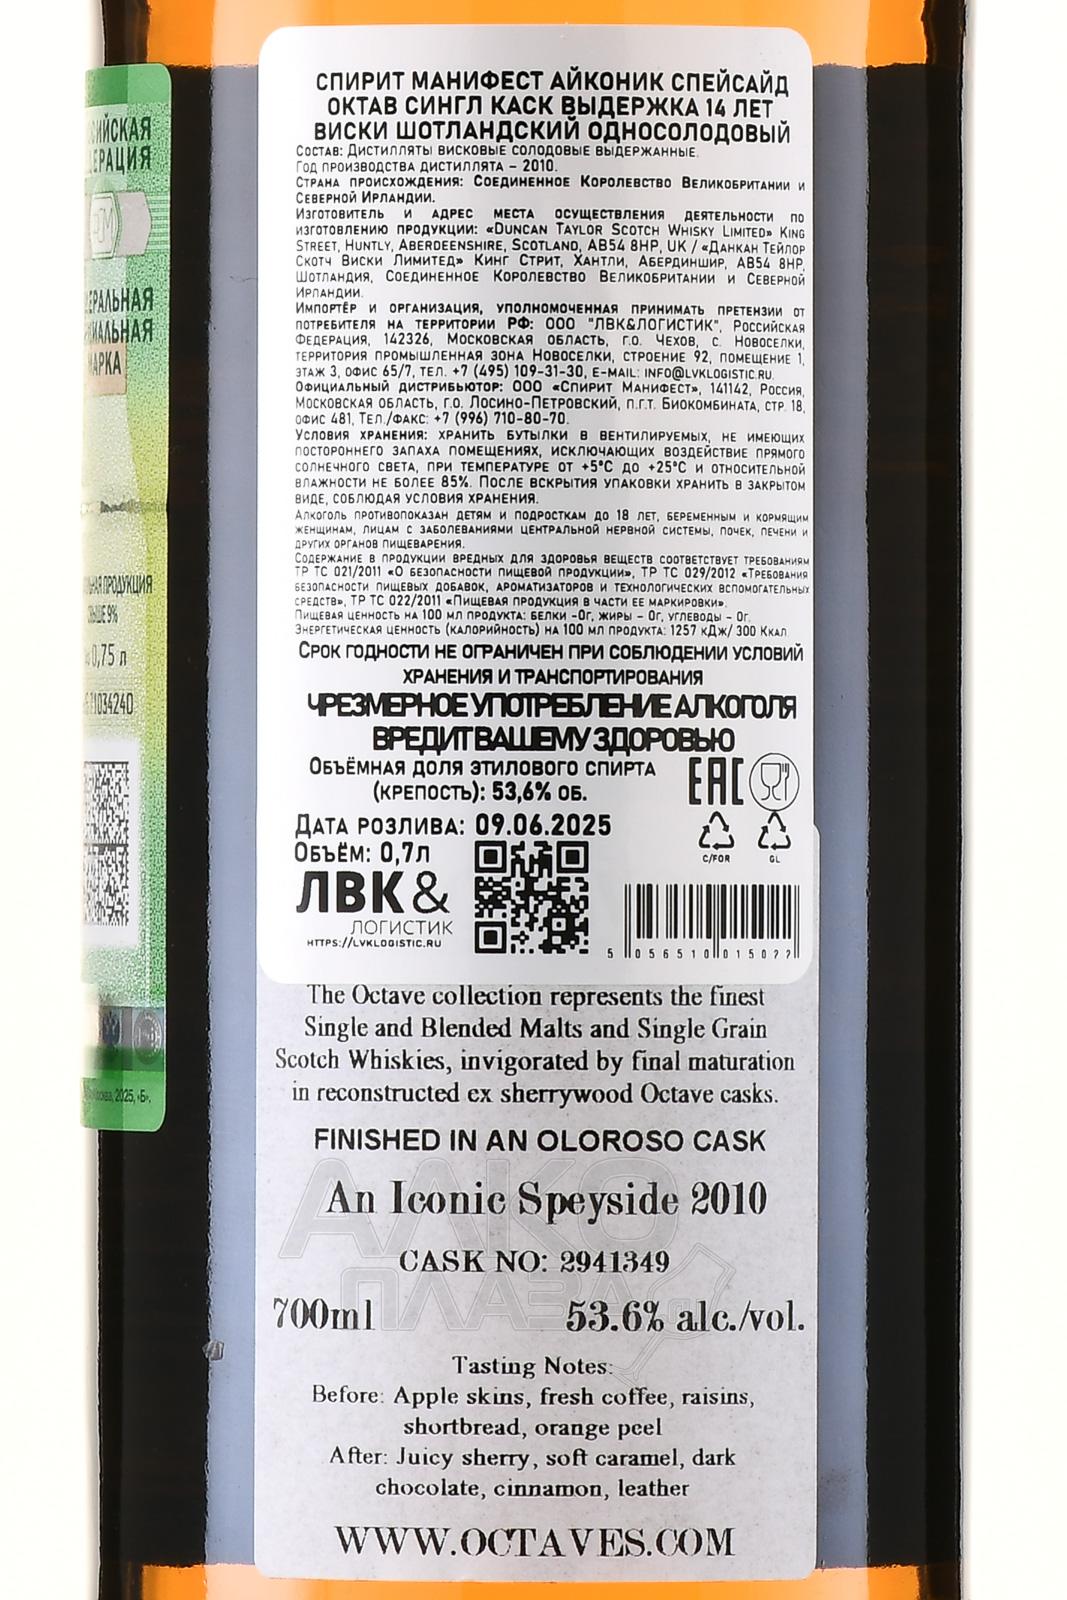 СПИРИТ МАНИФЕСТ АЙКОНИК СПЕЙСАЙД
ОКТАВ СИНГЛ КАСК ВЫДЕРЖКА 14 ЛЕТ
ВИСКИ ШОТЛАНДСКИЙ ОДНОСОЛОДОВЫЙ
Состав: Дистилляты висковые солодовые выдержанные.
Год производства дистиллята – 2010.
Страна происхождения: Соединенное Королевство Великобритании и
Северной Ирландии.
Изготовитель и адрес места осуществления деятельности по
изготовлению продукции: «Duncan Taylor Scotch Whisky Limited» King
Street, Huntly, Aberdeenshire, Scotland, AB54 8HP, UK / «Данкан Тейлор
Скотч Виски Лимитед» Кинг Стрит, Хантли, Абердиншир, AB54 8HP,
Шотландия, Соединенное Королевство Великобритании и Северной
Ирландии.
Импортёр и организация, уполномоченная принимать претензии от
потребителя на территории РФ: ООО "ЛВК&ЛОГИСТИК", Российская
Федерация, 142326, Московская область, г.о. Чехов, с. Новоселки,
территория Промышленная зона Новоселки, строение 92, помещение 1,
этаж 3, офис 65/7, тел. +7 (495) 109-31-30, e-mail: info@lvklogistic.ru.
Официальный дистрибьютор: ООО «Спирит Манифест», 141142, Россия,
Московская область, г.о. Лосино-Петровский, п.г.т. Биокомбината, стр. 18,
офис 481, Тел./факс: +7 (996) 710-80-70.
Условия хранения: хранить бутылки в вентилируемых, не имеющих
постороннего запаха помещениях, исключающих воздействие прямого
солнечного света, при температуре от +5°С до +25°С и относительной
влажности не более 85%. После вскрытия упаковки хранить в закрытом
виде, соблюдая условия хранения.
Алкоголь противопоказан детям и подросткам до 18 лет, беременным и кормящим
женщинам, лицам с заболеваниями центральной нервной системы, почек, печени и
других органов пищеварения.
Содержание в продукции вредных для здоровья веществ соответствует требованиям
ТР ТС 021/2011 «О безопасности пищевой продукции», ТР ТС 029/2012 «Требования
безопасности пищевых добавок, ароматизаторов и технологических вспомогательных
средств», ТР ТС 022/2011 «Пищевая продукция в части ее маркировки».
Пищевая ценность на 100 мл продукта: белки -0г, жиры – 0г, углеводы – 0г.
Энергетическая ценность (калорийность) на 100 мл продукта: 1257 кДж/ 300 Ккал
Срок годности не ограничен при соблюдении условий
хранения и транспортирования
ЧРЕЗМЕРНОЕ УПОТРЕБЛЕНИЕ АЛКОГОЛЯ
ВРЕДИТ ВАШЕМУ ЗДОРОВЬЮ
Объёмная доля этилового спирта
(крепость): 53,6% об.
EAC
Дата розлива: 09.06.2025
C/FOR
GL
Объём: 0,7л
ЛВК&
ЛОГИСТИК
https://lvklogistic.ru
5 056510 015022
The Octave collection represents the finest
Single and Blended Malts and Single Grain
Scotch Whiskies, invigorated by final maturation
in reconstructed ex sherrywood Octave casks.
FINISHED IN AN OLOROSO CASK
An Iconic Speyside 2010
CASK NO: 2941349
700ml 53.6% alc./vol.
Tasting Notes:
Before: Apple skins, fresh coffee, raisins,
shortbread, orange peel
After: Juicy sherry, soft caramel, dark
chocolate, cinnamon, leather
WWW.OCTAVES.COM
АЛКО
ПЛАЗА.ru
МАРКА
0,75 л
2025, «Б».